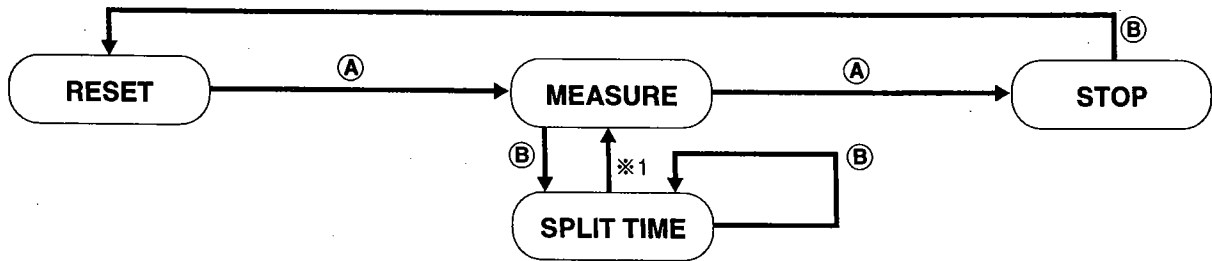 Ⓑ
RESET
Ⓐ
MEASURE
Ⓐ
STOP
Ⓑ
※1
Ⓑ
SPLIT TIME